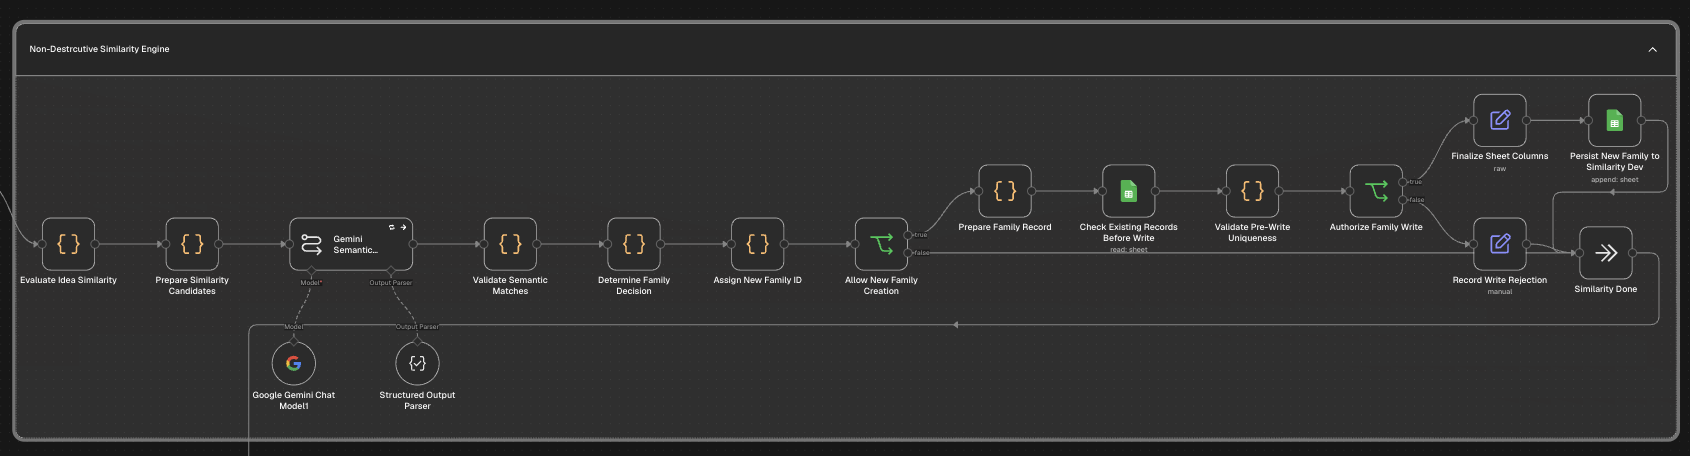 Non-Destrcutive Similarity Engine
Finalize Sheet Columns
raw
Persist New Family to
Similarity Dev
append: sheet
true
false
Prepare Family Record
Check Existing Records
Before Write
read: sheet
Validate Pre-Write
Uniqueness
Authorize Family Write
Gemini
Semantic...
true
false
Evaluate Idea Similarity
Prepare Similarity
Candidates
Model*
Output Parser
Validate Semantic
Matches
Determine Family
Decision
Assign New Family ID
Allow New Family
Creation
Record Write Rejection
manual
Similarity Done
Model
Output Parser
Google Gemini Chat
Model1
Structured Output
Parser